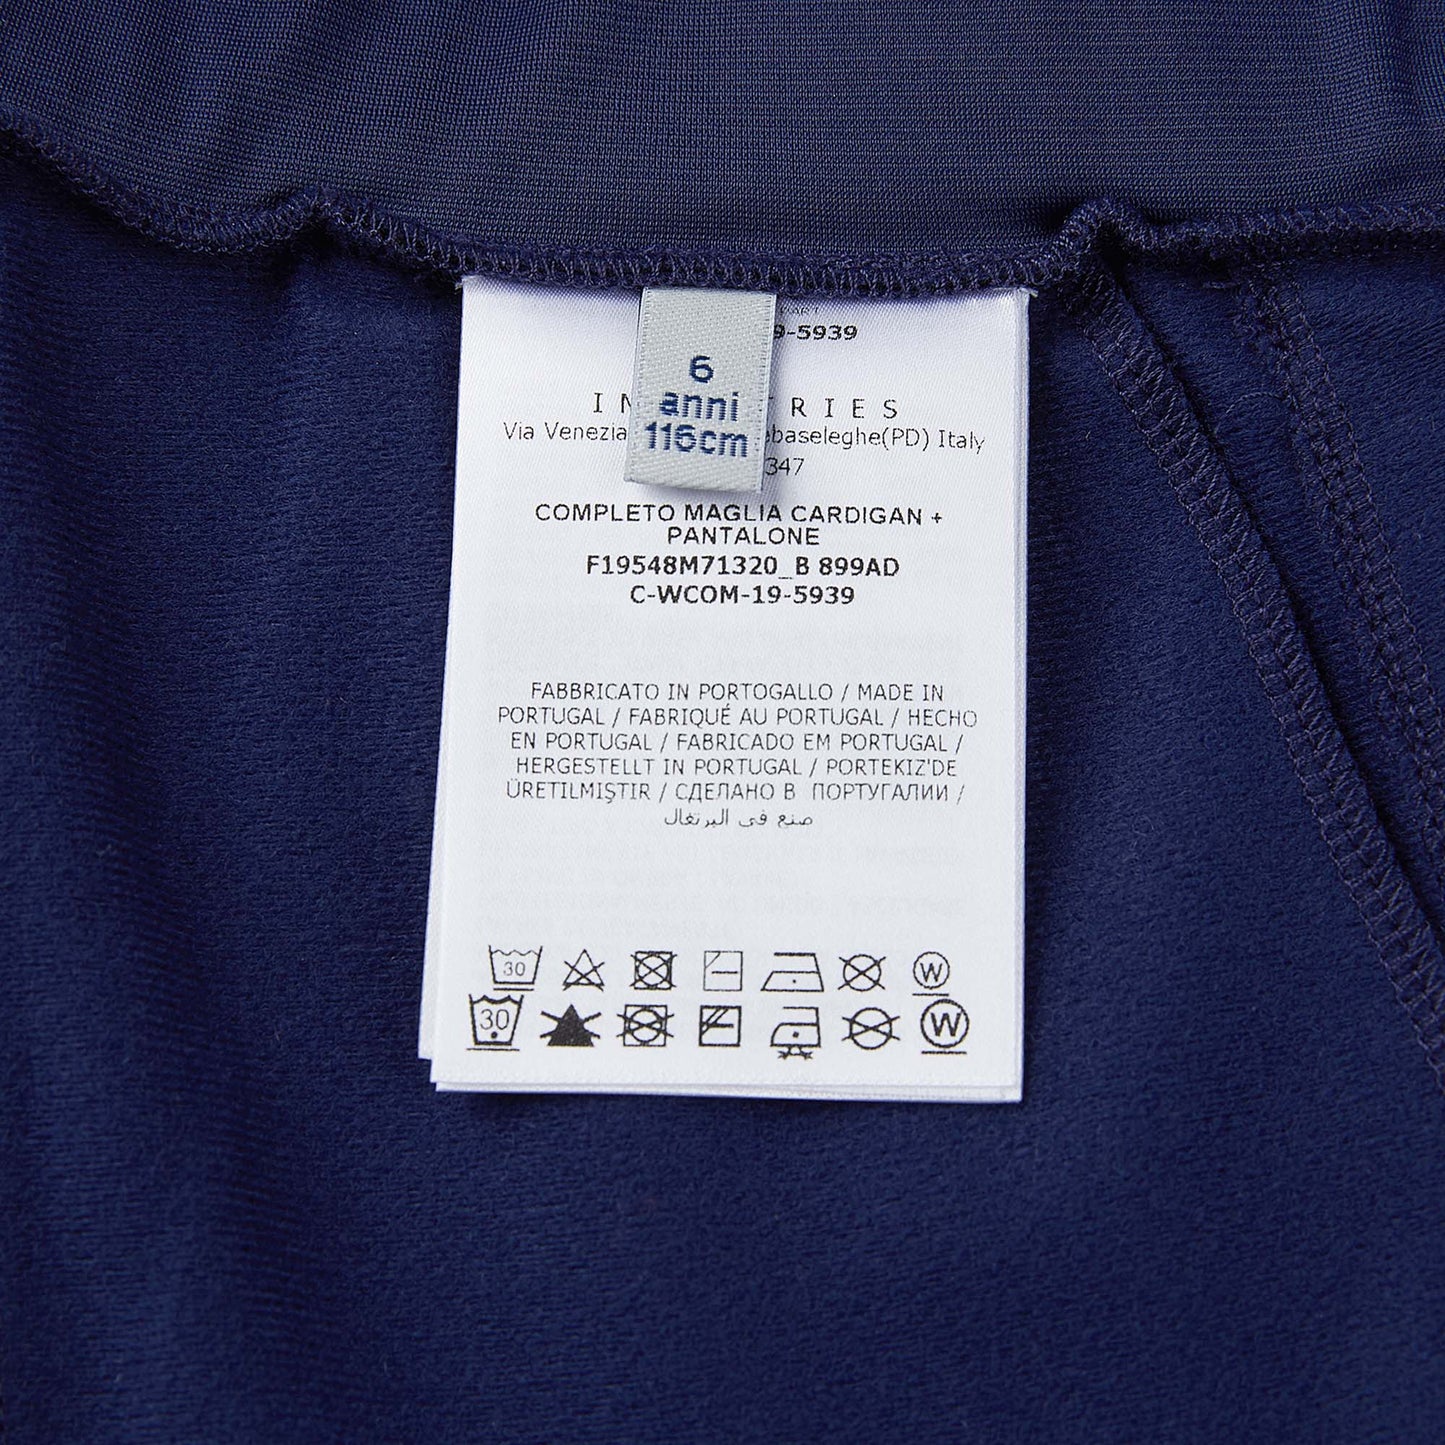 9-5939
6
anni
116cm
Via Venezia baseleghe(PD) Italy
347
COMPLETO MAGLIA CARDIGAN +
PANTALONE
F19548M71320_B 899AD
C-WCOM-19-5939
FABBRICATO IN PORTOGALLO / MADE IN
PORTUGAL / FABRIQUÉ AU PORTUGAL / HECHO
EN PORTUGAL / FABRICADO EM PORTUGAL /
HERGESTELLT IN PORTUGAL / PORTEKIZ'DE
ÜRETILMIŞTIR / СДЕЛАНО В ПОРТУГАЛИИ /
صنع في البرتغال
30 W
30 W